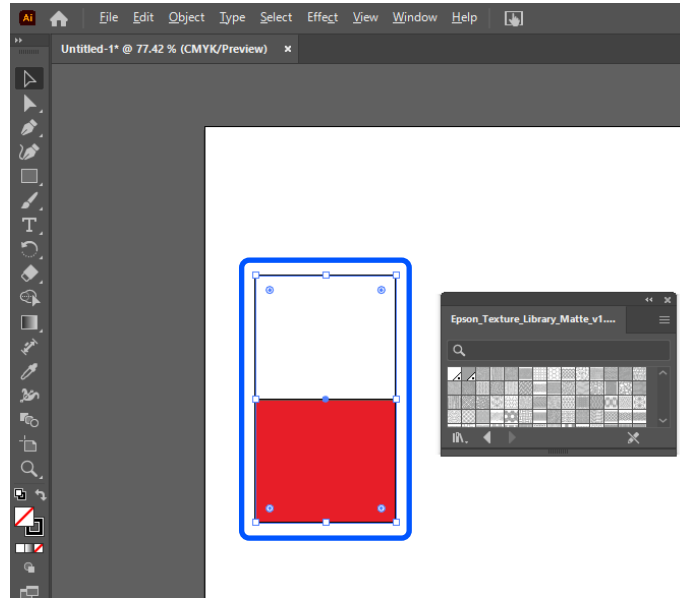 Ai File Edit Object Type Select Effect View Window Help
Untitled-1* @ 77.42 % (CMYK/Preview) ×
Epson_Texture_Library_Matte_v1....